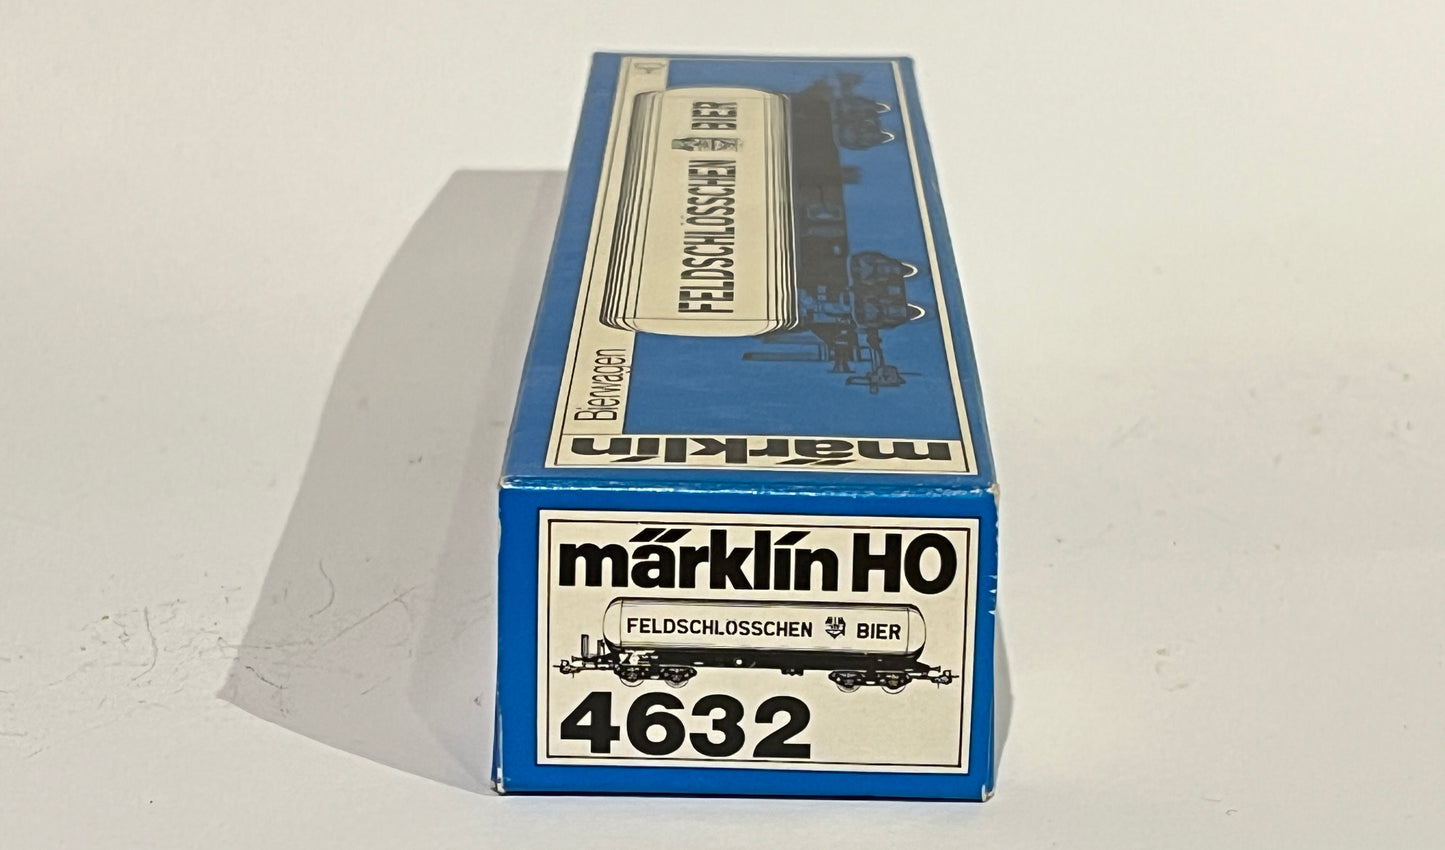 FELDSCHLÖSSCHEN BIER
Bierwagen
märklin
märklin HO
FELDSCHLÖSSCHEN BIER
4632